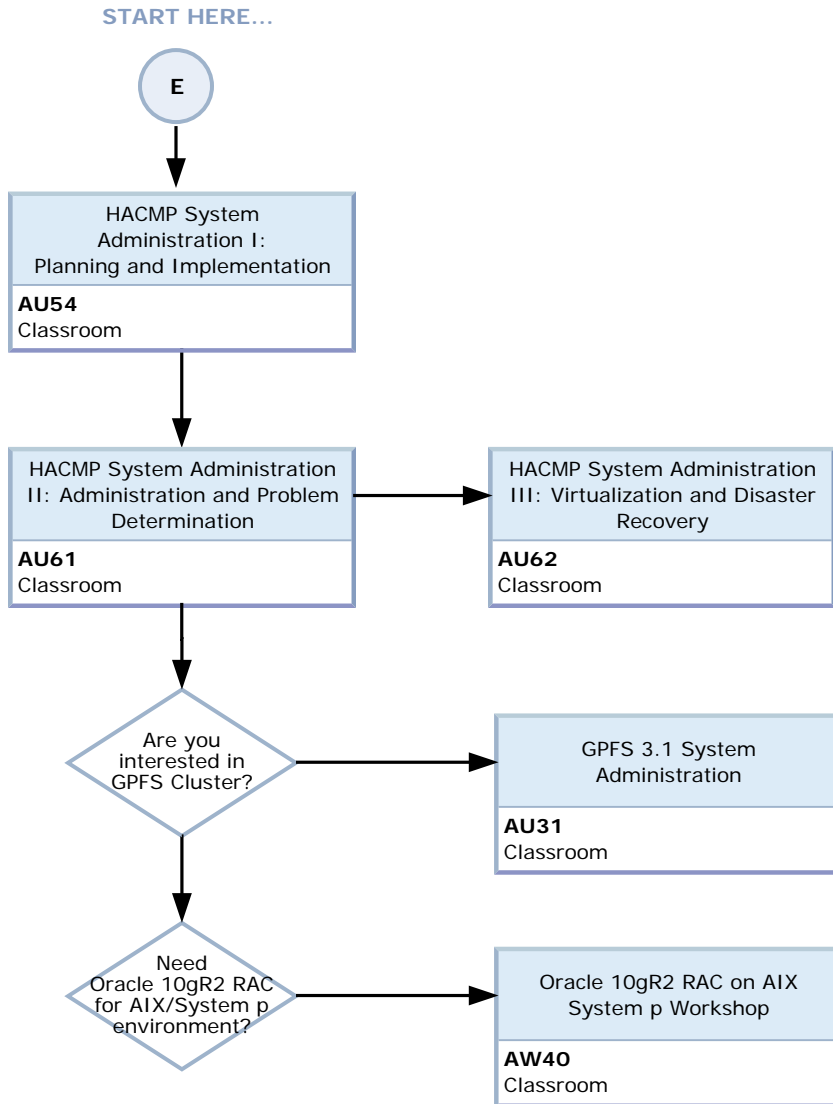 START HERE...
E
HACMP System
Administration I:
Planning and Implementation
AU54
Classroom
HACMP System Administration
II: Administration and Problem
Determination
AU61
Classroom
HACMP System Administration
III: Virtualization and Disaster
Recovery
AU62
Classroom
Are you
interested in
GPFS Cluster?
GPFS 3.1 System
Administration
AU31
Classroom
Need
Oracle 10gR2 RAC
for AIX/System p
environment?
Oracle 10gR2 RAC on AIX
System p Workshop
AW40
Classroom